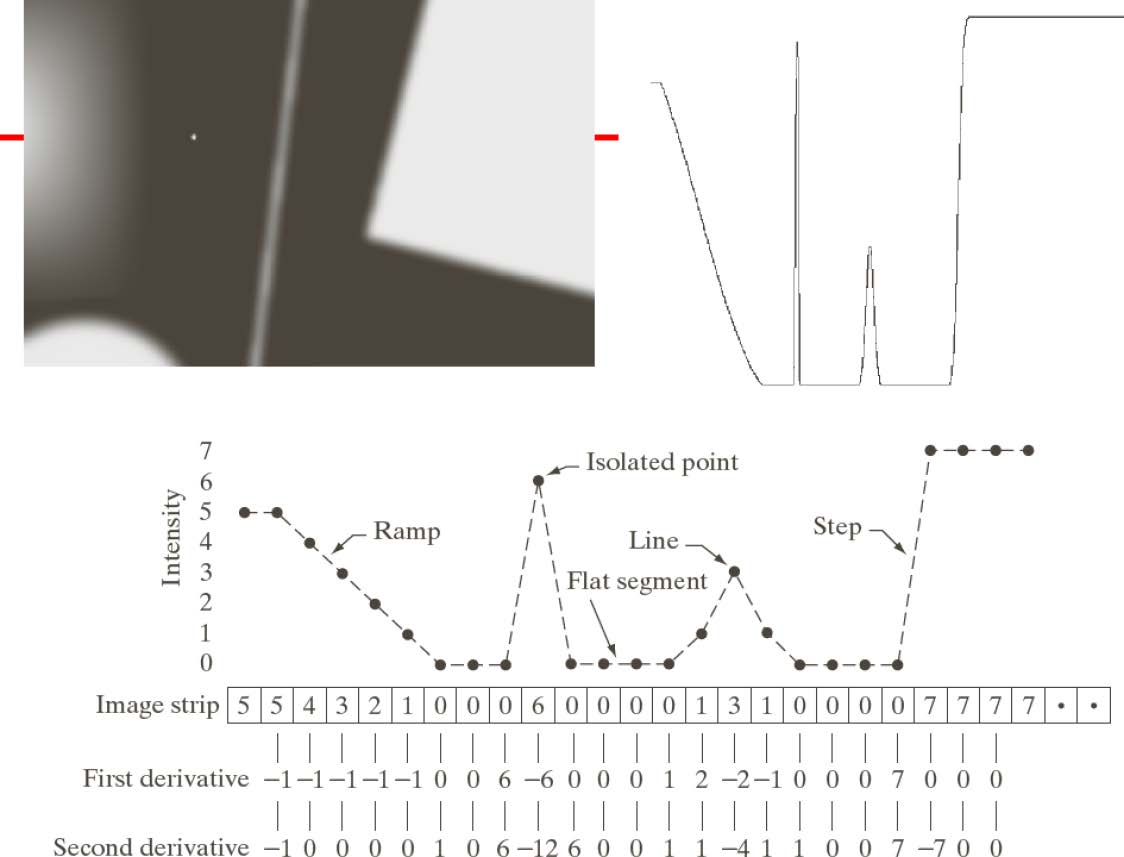 7
6
5
4
3
2
1
0
Intensity
Isolated point
Ramp
Line
Step
Flat segment
Image strip 5 5 4 3 2 1 0 0 0 6 0 0 0 0 1 3 1 0 0 0 0 7 7 7 7 • •
First derivative −1 −1 −1 −1 −1 0 0 6 −6 0 0 0 1 2 −2 −1 0 0 0 7 0 0 0
Second derivative −1 0 0 0 0 1 0 6 −12 6 0 0 1 1 −4 1 1 0 0 7 −7 0 0